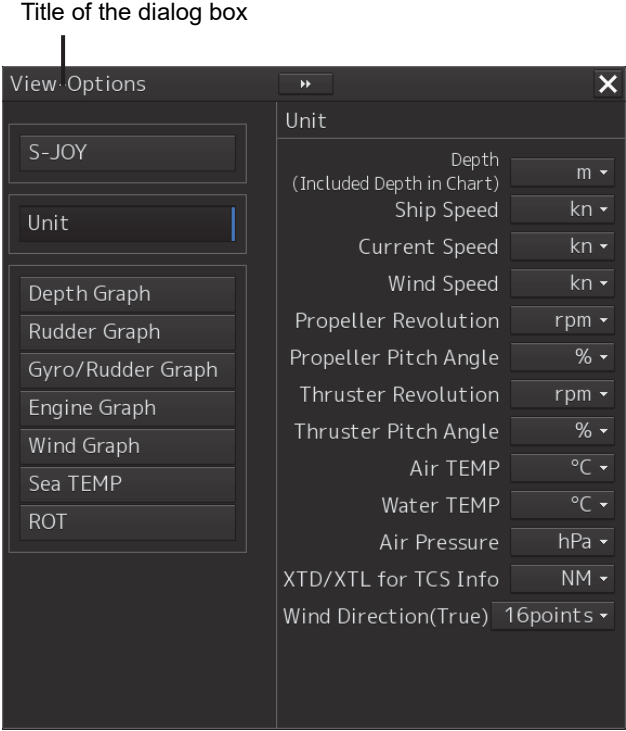 Title of the dialog box
View Options
S-JOY
Unit
Depth Graph
Rudder Graph
Gyro/Rudder Graph
Engine Graph
Wind Graph
Sea TEMP
ROT
Unit
Depth
(Included Depth in Chart) m
Ship Speed kn
Current Speed kn
Wind Speed kn
Propeller Revolution rpm
Propeller Pitch Angle %
Thruster Revolution rpm
Thruster Pitch Angle %
Air TEMP °C
Water TEMP °C
Air Pressure hPa
XTD/XTL for TCS Info NM
Wind Direction(True) 16points